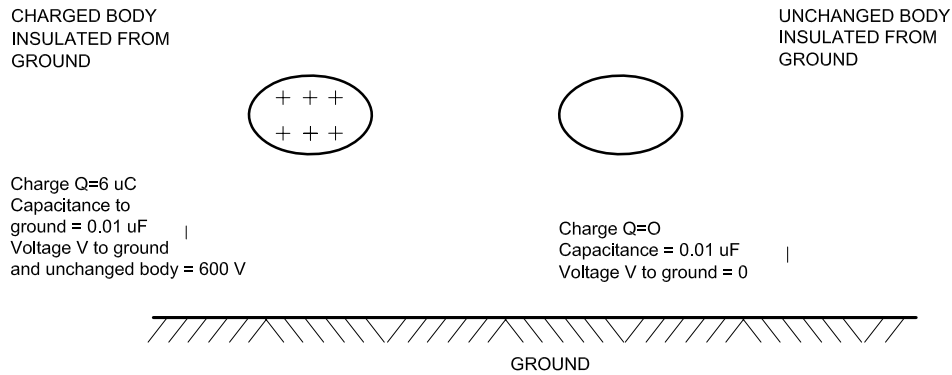 CHARGED BODY
INSULATED FROM
GROUND
UNCHANGED BODY
INSULATED FROM
GROUND
+ + +
+ + +
Charge Q=6 uC
Capacitance to
ground = 0.01 uF
Voltage V to ground
and unchanged body = 600 V
Charge Q=O
Capacitance = 0.01 uF
Voltage V to ground = 0
GROUND